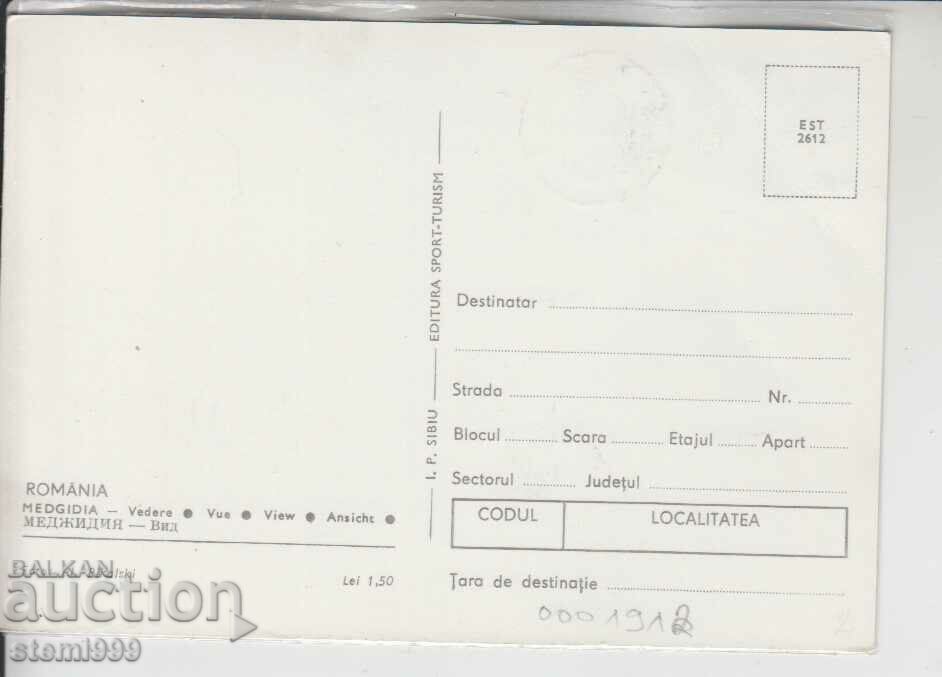 ROMÂNIA
MEDGIDIA — Vedere ● Vue ● View ● Ansicht ●
МЕДЖИДИЯ — Вид
Lei 1,50
I. P. SIBIU — EDITURA SPORT-TURISM
EST
2612
Destinatar
Strada Nr.
Blocul Scara Etajul Apart
Sectorul Județul
CODUL LOCALITATEA
Țara de destinație
000191
BALKAN
auction
stemi999